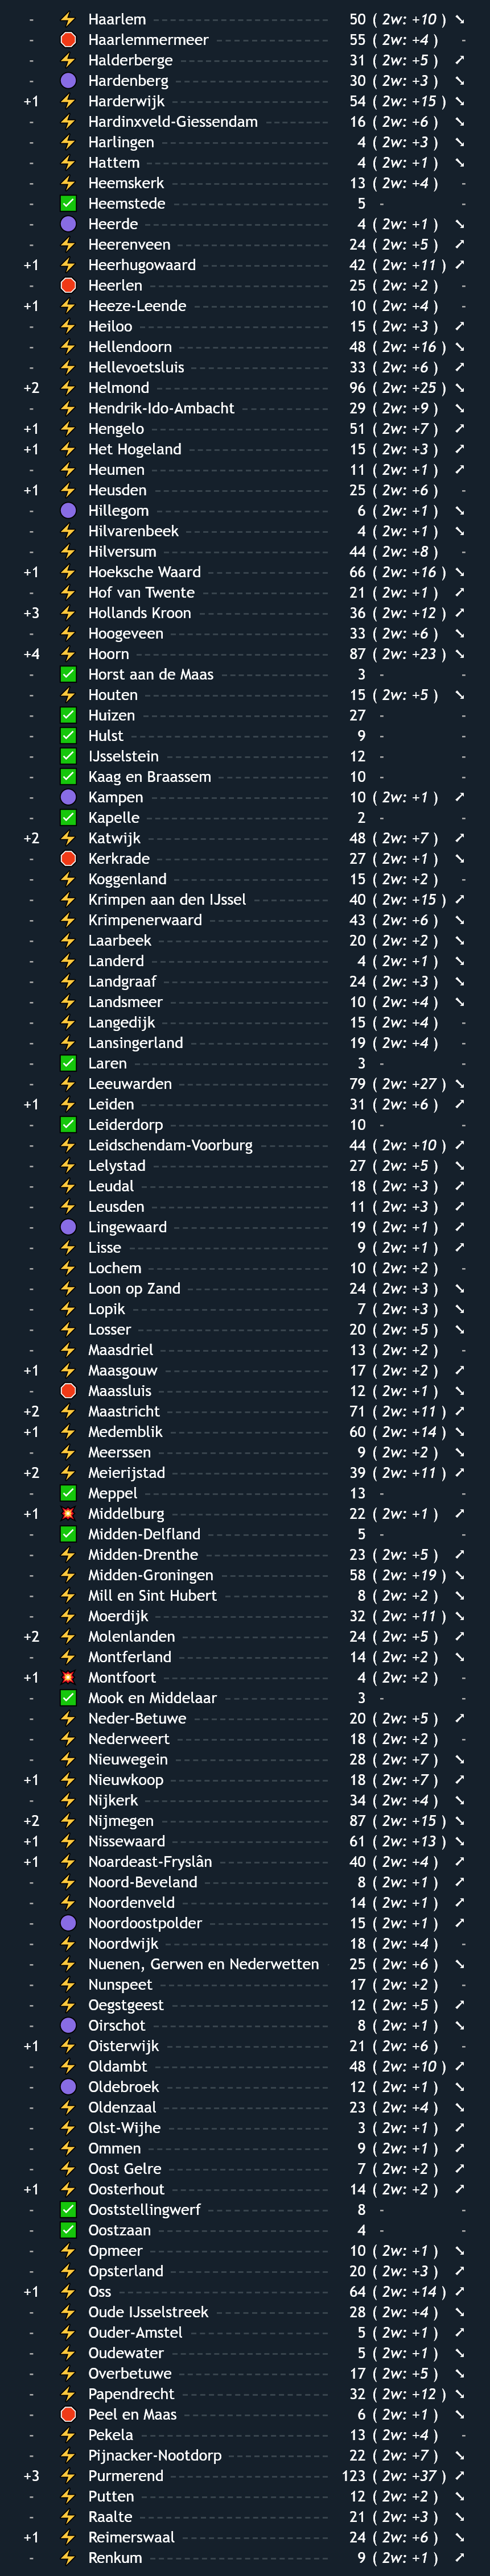 - ⚡ Haarlem 50 ( 2w: +10 ) ➘
- 🛑 Haarlemmermeer 55 ( 2w: +4 ) -
- ⚡ Halderberge 31 ( 2w: +5 ) ➚
- 🟣 Hardenberg 30 ( 2w: +3 ) ➘
+1 ⚡ Harderwijk 54 ( 2w: +15 ) ➘
- ⚡ Hardinxveld-Giessendam 16 ( 2w: +6 ) ➘
- ⚡ Harlingen 4 ( 2w: +3 ) ➘
- ⚡ Hattem 4 ( 2w: +1 ) ➘
- ⚡ Heemskerk 13 ( 2w: +4 ) -
- ✅ Heemstede 5 - -
- 🟣 Heerde 4 ( 2w: +1 ) ➘
- ⚡ Heerenveen 24 ( 2w: +5 ) ➚
+1 ⚡ Heerhugowaard 42 ( 2w: +11 ) ➚
- 🛑 Heerlen 25 ( 2w: +2 ) -
+1 ⚡ Heeze-Leende 10 ( 2w: +4 ) -
- ⚡ Heiloo 15 ( 2w: +3 ) ➚
- ⚡ Hellendoorn 48 ( 2w: +16 ) ➘
- ⚡ Hellevoetsluis 33 ( 2w: +6 ) ➚
+2 ⚡ Helmond 96 ( 2w: +25 ) ➘
- ⚡ Hendrik-Ido-Ambacht 29 ( 2w: +9 ) ➘
+1 ⚡ Hengelo 51 ( 2w: +7 ) ➚
+1 ⚡ Het Hogeland 15 ( 2w: +3 ) ➚
- ⚡ Heumen 11 ( 2w: +1 ) ➚
+1 ⚡ Heusden 25 ( 2w: +6 ) -
- 🟣 Hillegom 6 ( 2w: +1 ) ➘
- ⚡ Hilvarenbeek 4 ( 2w: +1 ) ➘
- ⚡ Hilversum 44 ( 2w: +8 ) -
+1 ⚡ Hoeksche Waard 66 ( 2w: +16 ) ➘
- ⚡ Hof van Twente 21 ( 2w: +1 ) ➚
+3 ⚡ Hollands Kroon 36 ( 2w: +12 ) ➚
- ⚡ Hoogeveen 33 ( 2w: +6 ) ➘
+4 ⚡ Hoorn 87 ( 2w: +23 ) ➘
- ✅ Horst aan de Maas 3 - -
- ⚡ Houten 15 ( 2w: +5 ) ➘
- ✅ Huizen 27 - -
- ✅ Hulst 9 - -
- ✅ IJsselstein 12 - -
- ✅ Kaag en Braassem 10 - -
- 🟣 Kampen 10 ( 2w: +1 ) ➚
- ✅ Kapelle 2 - -
+2 ⚡ Katwijk 48 ( 2w: +7 ) ➚
- 🛑 Kerkrade 27 ( 2w: +1 ) ➘
- ⚡ Koggenland 15 ( 2w: +2 ) -
- ⚡ Krimpen aan den IJssel 40 ( 2w: +15 ) ➚
- ⚡ Krimpenerwaard 43 ( 2w: +6 ) ➘
- ⚡ Laarbeek 20 ( 2w: +2 ) ➘
- ⚡ Landerd 4 ( 2w: +1 ) ➘
- ⚡ Landgraaf 24 ( 2w: +3 ) ➘
- ⚡ Landsmeer 10 ( 2w: +4 ) ➘
- ⚡ Langedijk 15 ( 2w: +4 ) -
- ⚡ Lansingerland 19 ( 2w: +4 ) -
- ✅ Laren 3 - -
- ⚡ Leeuwarden 79 ( 2w: +27 ) ➘
+1 ⚡ Leiden 31 ( 2w: +6 ) ➚
- ✅ Leiderdorp 10 - -
- ⚡ Leidschendam-Voorburg 44 ( 2w: +10 ) ➚
- ⚡ Lelystad 27 ( 2w: +5 ) ➘
- ⚡ Leudal 18 ( 2w: +3 ) ➚
- ⚡ Leusden 11 ( 2w: +3 ) ➚
- 🟣 Lingewaard 19 ( 2w: +1 ) ➚
- ⚡ Lisse 9 ( 2w: +1 ) ➚
- ⚡ Lochem 10 ( 2w: +2 ) -
- ⚡ Loon op Zand 24 ( 2w: +3 ) ➘
- ⚡ Lopik 7 ( 2w: +3 ) ➘
- ⚡ Losser 20 ( 2w: +5 ) ➘
- ⚡ Maasdriel 13 ( 2w: +2 ) -
+1 ⚡ Maasgouw 17 ( 2w: +2 ) ➚
- 🛑 Maassluis 12 ( 2w: +1 ) ➘
+2 ⚡ Maastricht 71 ( 2w: +11 ) ➚
+1 ⚡ Medemblik 60 ( 2w: +14 ) ➘
- ⚡ Meerssen 9 ( 2w: +2 ) ➘
+2 ⚡ Meierijstad 39 ( 2w: +11 ) ➚
- ✅ Meppel 13 - -
+1 💥 Middelburg 22 ( 2w: +1 ) ➚
- ✅ Midden-Delfland 5 - -
- ⚡ Midden-Drenthe 23 ( 2w: +5 ) ➚
- ⚡ Midden-Groningen 58 ( 2w: +19 ) ➘
- ⚡ Mill en Sint Hubert 8 ( 2w: +2 ) ➘
- ⚡ Moerdijk 32 ( 2w: +11 ) ➘
+2 ⚡ Molenlanden 24 ( 2w: +5 ) ➚
- ⚡ Montferland 14 ( 2w: +2 ) ➘
+1 💥 Montfoort 4 ( 2w: +2 ) -
- ✅ Mook en Middelaar 3 - -
- ⚡ Neder-Betuwe 20 ( 2w: +5 ) ➚
- ⚡ Nederweert 18 ( 2w: +2 ) -
- ⚡ Nieuwegein 28 ( 2w: +7 ) ➘
+1 ⚡ Nieuwkoop 18 ( 2w: +7 ) ➚
- ⚡ Nijkerk 34 ( 2w: +4 ) ➘
+2 ⚡ Nijmegen 87 ( 2w: +15 ) ➘
+1 ⚡ Nissewaard 61 ( 2w: +13 ) ➘
+1 ⚡ Noardeast-Fryslân 40 ( 2w: +4 ) ➚
- ⚡ Noord-Beveland 8 ( 2w: +1 ) ➚
- ⚡ Noordenveld 14 ( 2w: +1 ) ➚
- 🟣 Noordoostpolder 15 ( 2w: +1 ) ➚
- ⚡ Noordwijk 18 ( 2w: +4 ) -
- ⚡ Nuenen, Gerwen en Nederwetten 25 ( 2w: +6 ) ➘
- ⚡ Nunspeet 17 ( 2w: +2 ) -
- ⚡ Oegstgeest 12 ( 2w: +5 ) ➚
- 🟣 Oirschot 8 ( 2w: +1 ) ➘
+1 ⚡ Oisterwijk 21 ( 2w: +6 ) -
- ⚡ Oldambt 48 ( 2w: +10 ) ➚
- 🟣 Oldebroek 12 ( 2w: +1 ) ➘
- ⚡ Oldenzaal 23 ( 2w: +4 ) ➘
- ⚡ Olst-Wijhe 3 ( 2w: +1 ) ➚
- ⚡ Ommen 9 ( 2w: +1 ) ➚
- ⚡ Oost Gelre 7 ( 2w: +2 ) ➚
+1 ⚡ Oosterhout 14 ( 2w: +2 ) ➚
- ✅ Ooststellingwerf 8 - -
- ✅ Oostzaan 4 - -
- ⚡ Opmeer 10 ( 2w: +1 ) ➘
- ⚡ Opsterland 20 ( 2w: +3 ) ➚
+1 ⚡ Oss 64 ( 2w: +14 ) ➚
- ⚡ Oude IJsselstreek 28 ( 2w: +4 ) ➘
- ⚡ Ouder-Amstel 5 ( 2w: +1 ) ➚
- ⚡ Oudewater 5 ( 2w: +1 ) ➘
- ⚡ Overbetuwe 17 ( 2w: +5 ) ➘
- ⚡ Papendrecht 32 ( 2w: +12 ) ➚
- 🛑 Peel en Maas 6 ( 2w: +1 ) ➘
- ⚡ Pekela 13 ( 2w: +4 ) -
- ⚡ Pijnacker-Nootdorp 22 ( 2w: +7 ) ➘
+3 ⚡ Purmerend 123 ( 2w: +37 ) ➚
- ⚡ Putten 12 ( 2w: +2 ) ➘
- ⚡ Raalte 21 ( 2w: +3 ) ➘
+1 ⚡ Reimerswaal 24 ( 2w: +6 ) ➘
- ⚡ Renkum 9 ( 2w: +1 ) ➚